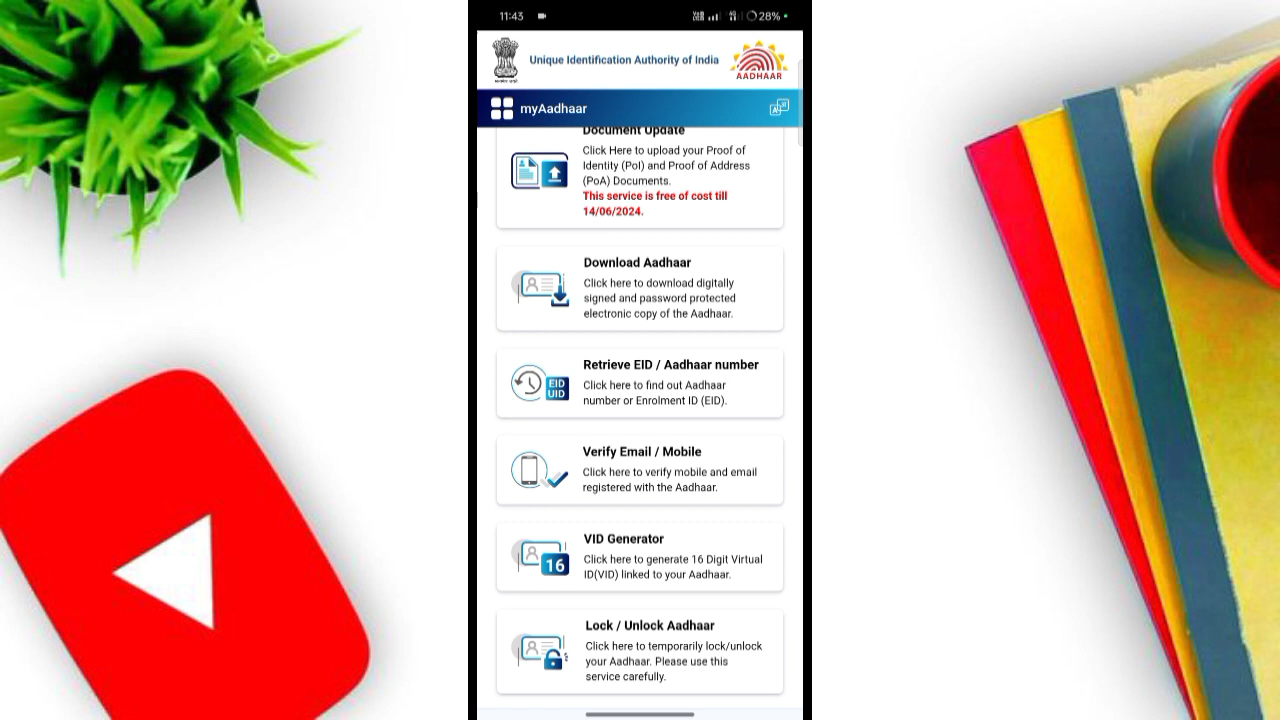 11:43
28%
Unique Identification Authority of India
AADHAAR
myAadhaar
Document Update
Click Here to upload your Proof of
Identity (PoI) and Proof of Address
(PoA) Documents.
This service is free of cost till
14/06/2024.
Download Aadhaar
Click here to download digitally
signed and password protected
electronic copy of the Aadhaar.
EID
UID
Retrieve EID / Aadhaar number
Click here to find out Aadhaar
number or Enrolment ID (EID).
Verify Email / Mobile
Click here to verify mobile and email
registered with the Aadhaar.
16
VID Generator
Click here to generate 16 Digit Virtual
ID(VID) linked to your Aadhaar.
Lock / Unlock Aadhaar
Click here to temporarily lock/unlock
your Aadhaar. Please use this
service carefully.